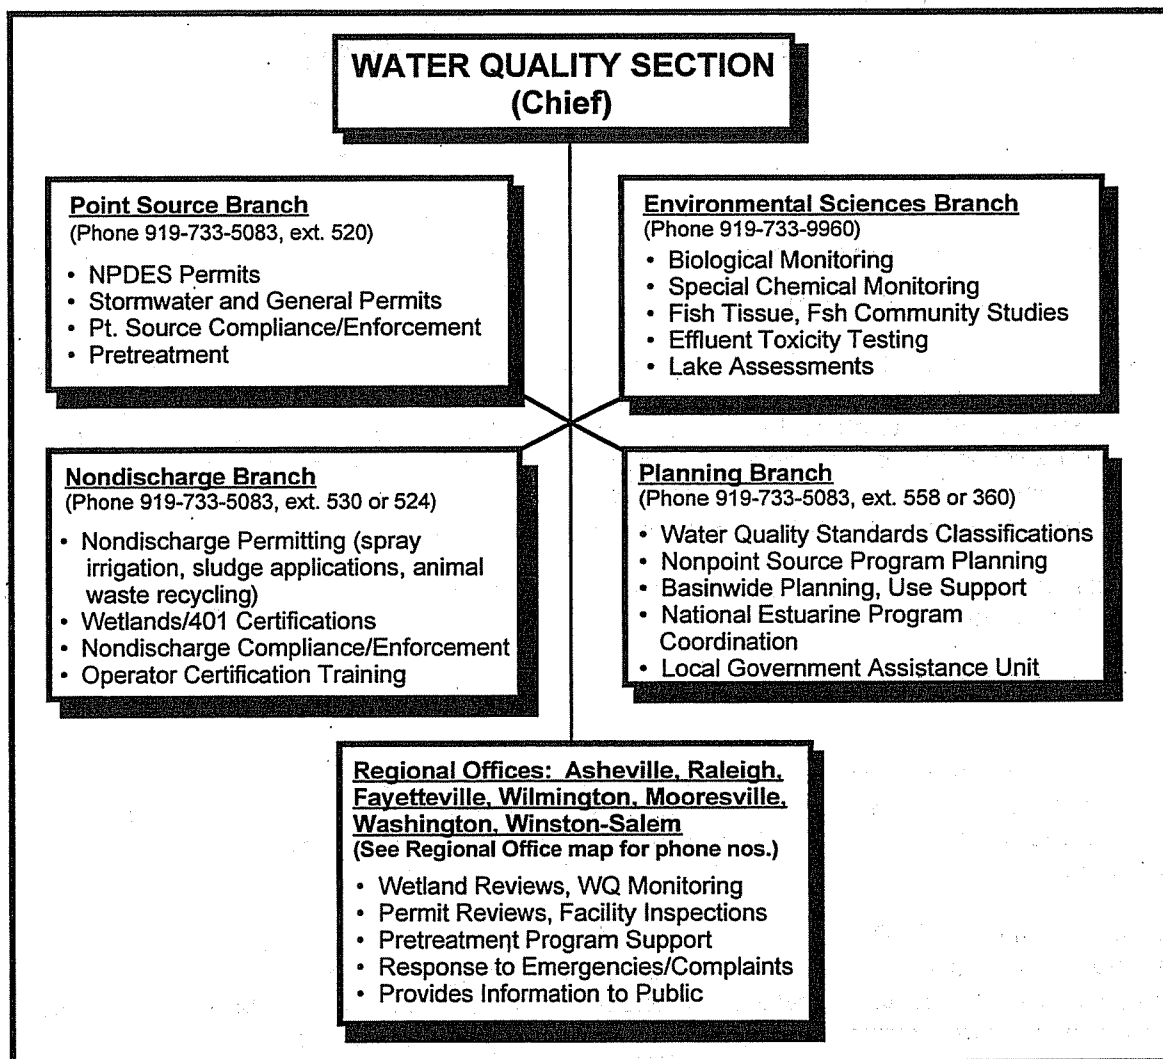 WATER QUALITY SECTION
(Chief)
Point Source Branch
(Phone 919-733-5083, ext. 520)
• NPDES Permits
• Stormwater and General Permits
• Pt. Source Compliance/Enforcement
• Pretreatment
Environmental Sciences Branch
(Phone 919-733-9960)
• Biological Monitoring
• Special Chemical Monitoring
• Fish Tissue, Fsh Community Studies
• Effluent Toxicity Testing
• Lake Assessments
Nondischarge Branch
(Phone 919-733-5083, ext. 530 or 524)
• Nondischarge Permitting (spray
irrigation, sludge applications, animal
waste recycling)
• Wetlands/401 Certifications
• Nondischarge Compliance/Enforcement
• Operator Certification Training
Planning Branch
(Phone 919-733-5083, ext. 558 or 360)
• Water Quality Standards Classifications
• Nonpoint Source Program Planning
• Basinwide Planning, Use Support
• National Estuarine Program
Coordination
• Local Government Assistance Unit
Regional Offices: Asheville, Raleigh,
Fayetteville, Wilmington, Mooresville,
Washington, Winston-Salem
(See Regional Office map for phone nos.)
• Wetland Reviews, WQ Monitoring
• Permit Reviews, Facility Inspections
• Pretreatment Program Support
• Response to Emergencies/Complaints
• Provides Information to Public